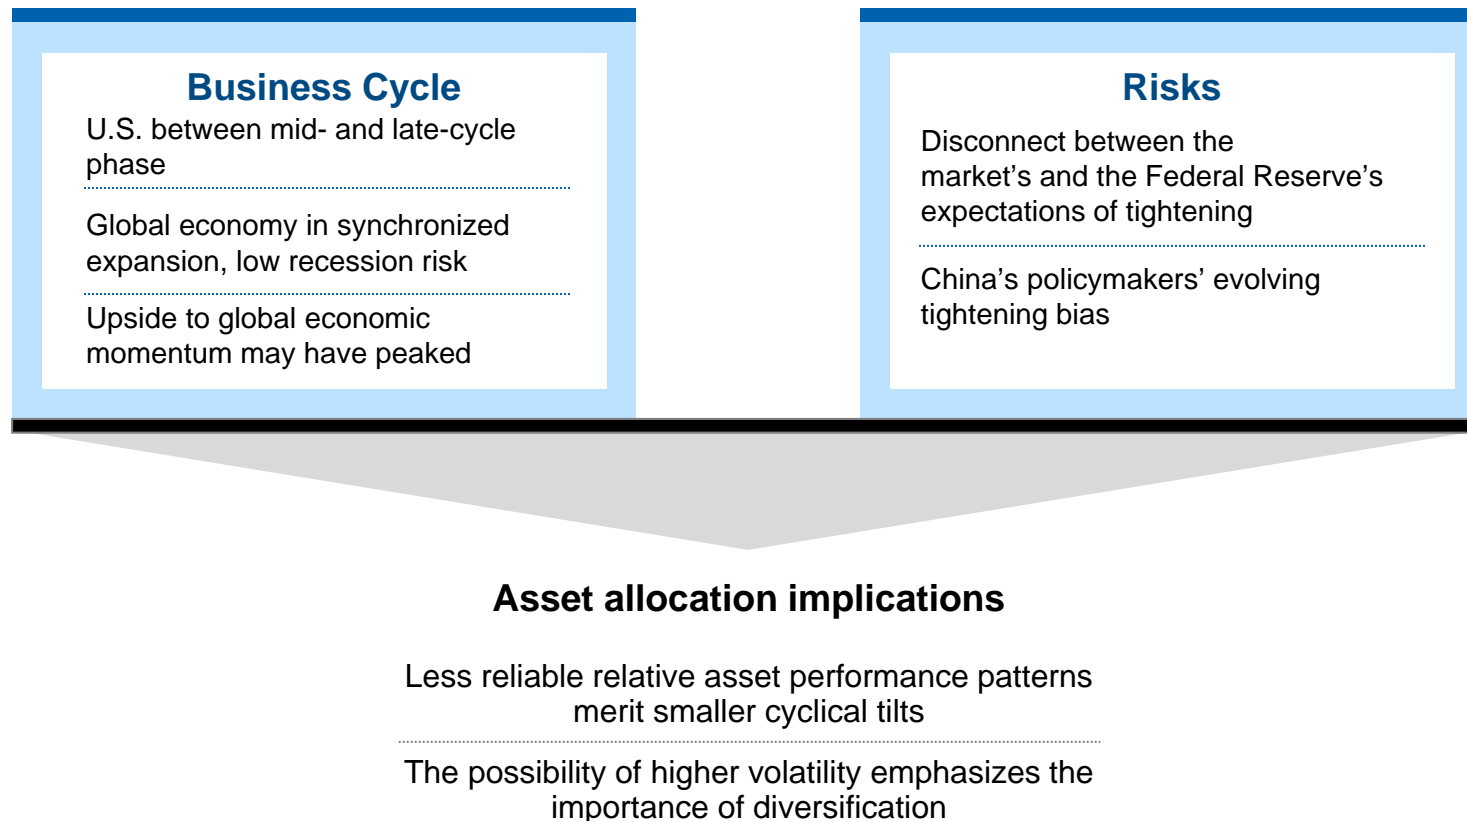 Business Cycle
U.S. between mid- and late-cycle
phase
Global economy in synchronized
expansion, low recession risk
Upside to global economic
momentum may have peaked
Risks
Disconnect between the
market’s and the Federal Reserve’s
expectations of tightening
China’s policymakers’ evolving
tightening bias
Asset allocation implications
Less reliable relative asset performance patterns
merit smaller cyclical tilts
The possibility of higher volatility emphasizes the
importance of diversification